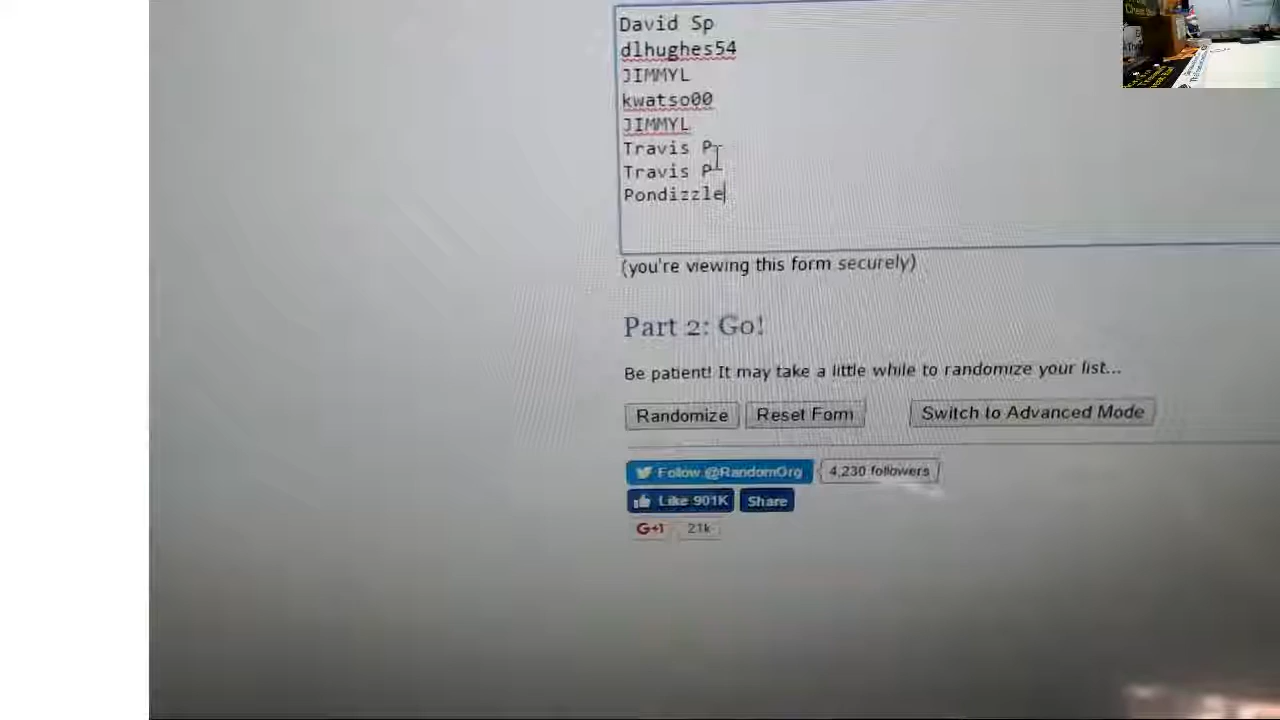 David Sp
dlhughes54
JIMMYL
kwatso00
JIMMYL
Travis P
Travis P
Pondizzle
(you're viewing this form securely)
Part 2: Go!
Be patient! It may take a little while to randomize your list...
Randomize Reset Form Switch to Advanced Mode
Follow @RandomOrg 4,230 followers
Like 901K Share
G+1 21k